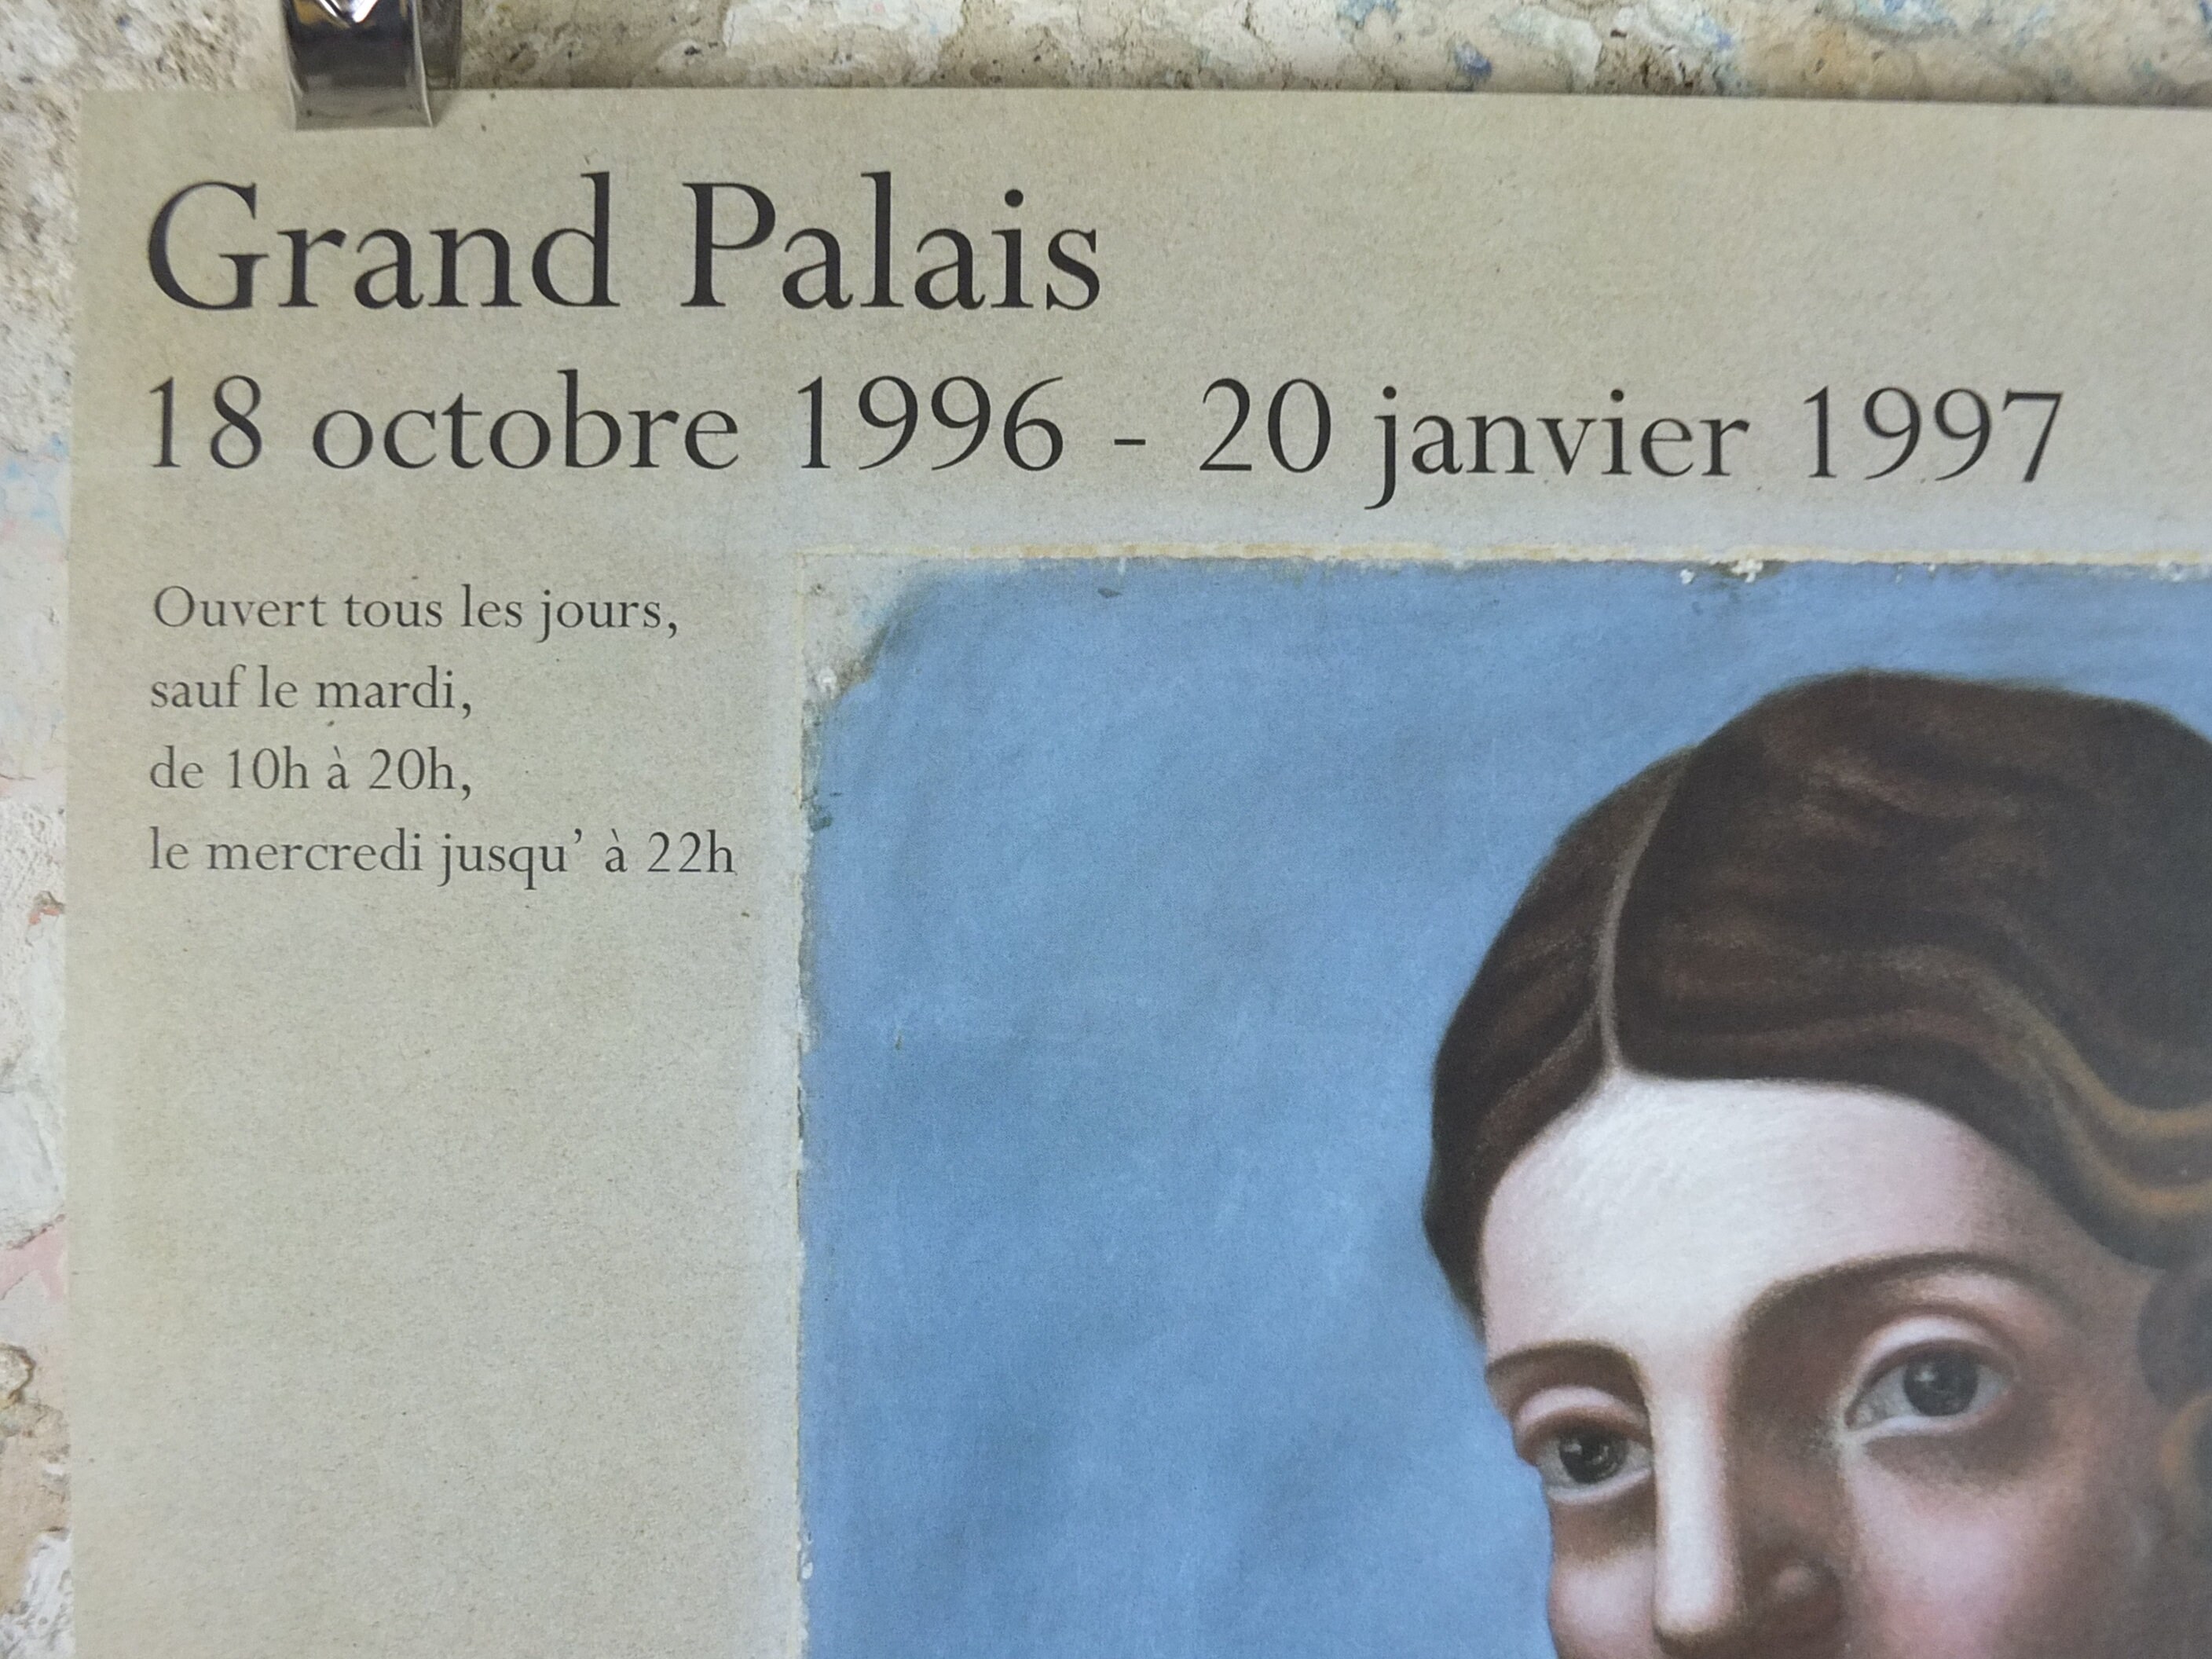 Grand Palais
18 octobre 1996 - 20 janvier 1997
Ouvert tous les jours,
sauf le mardi,
de 10h à 20h,
le mercredi jusqu' à 22h